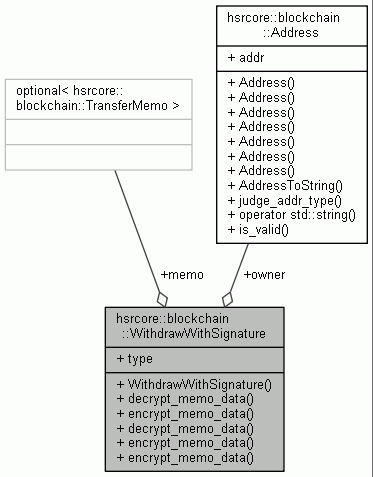 optional< hsrcore::
blockchain::TransferMemo >
hsrcore::blockchain
::Address
+ addr
+ Address()
+ Address()
+ Address()
+ Address()
+ Address()
+ Address()
+ Address()
+ AddressToString()
+ judge_addr_type()
+ operator std::string()
+ is_valid()
+memo
+owner
hsrcore::blockchain
::WithdrawWithSignature
+ type
+ WithdrawWithSignature()
+ decrypt_memo_data()
+ encrypt_memo_data()
+ decrypt_memo_data()
+ encrypt_memo_data()
+ encrypt_memo_data()